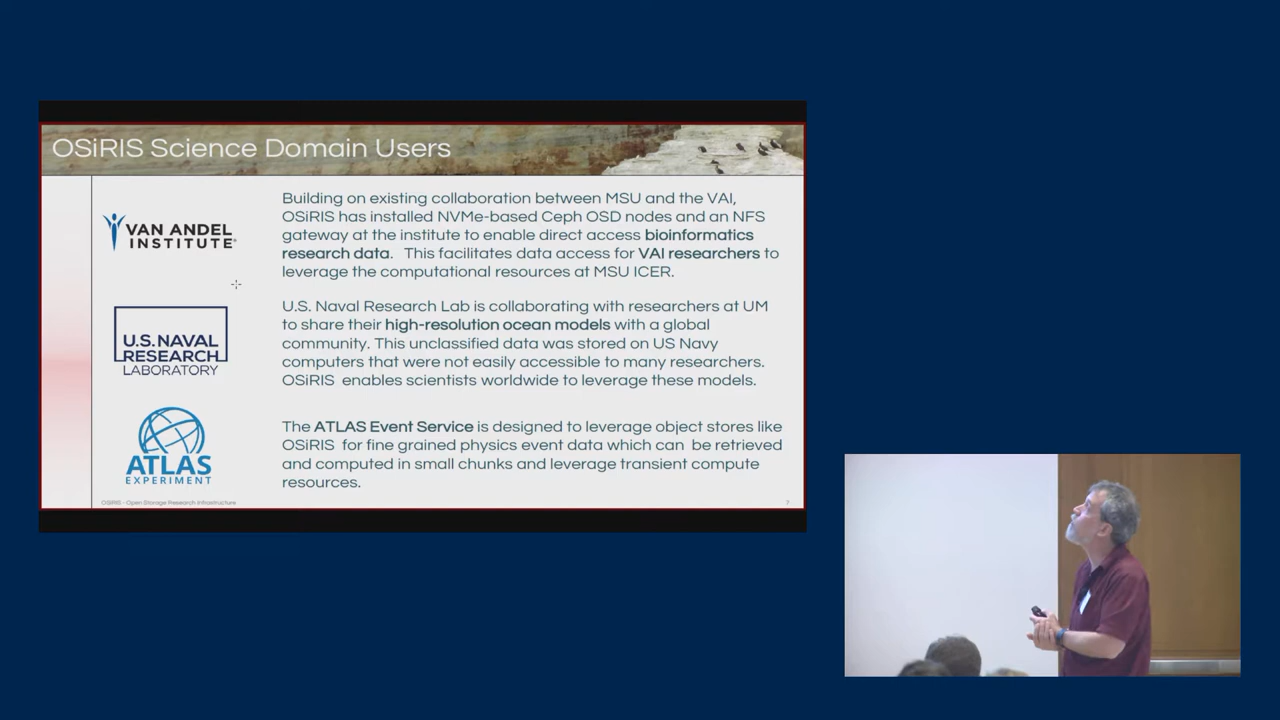 OSiRIS Science Domain Users
VAN ANDEL
INSTITUTE®
Building on existing collaboration between MSU and the VAI,
OSiRIS has installed NVMe-based Ceph OSD nodes and an NFS
gateway at the institute to enable direct access bioinformatics
research data. This facilitates data access for VAI researchers to
leverage the computational resources at MSU ICER.
U.S. NAVAL
RESEARCH
LABORATORY
U.S. Naval Research Lab is collaborating with researchers at UM
to share their high-resolution ocean models with a global
community. This unclassified data was stored on US Navy
computers that were not easily accessible to many researchers.
OSiRIS enables scientists worldwide to leverage these models.
ATLAS
EXPERIMENT
The ATLAS Event Service is designed to leverage object stores like
OSiRIS for fine grained physics event data which can be retrieved
and computed in small chunks and leverage transient compute
resources.
OSiRIS - Open Storage Research Infrastructure
7